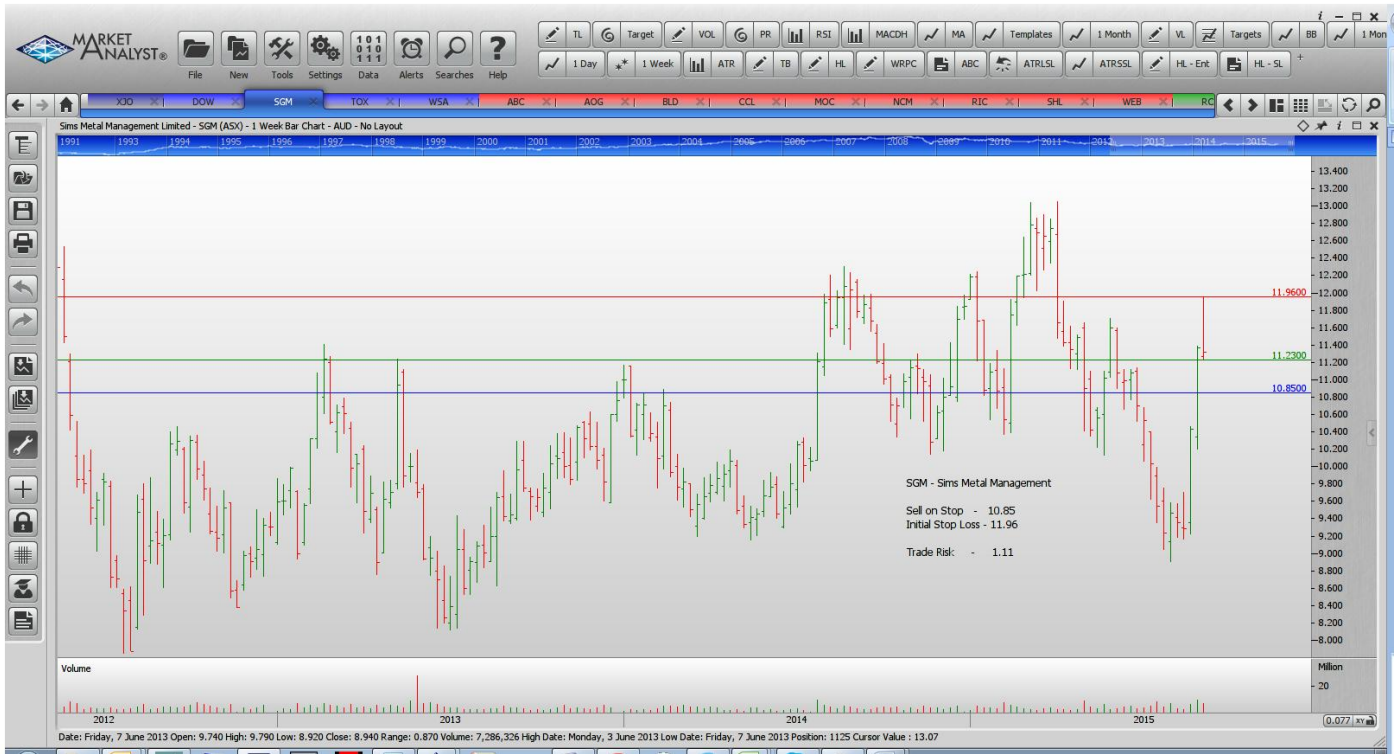 i
MARKET
ANALYST®
File New Tools Settings Data Alerts Searches Help
TL Target VOL PR RSI MACDH MA Templates 1 Month VL Targets BB 1 Mon
1 Day 1 Week ATR TB HL WRPC ABC ATRLSL ATRSSL HL - Ent HL - SL +
XJO DOW SGM TOX WSA ABC AOG BLD CCL MOC NCM RIC SHL WEB RC
Sims Metal Management Limited - SGM (ASX) - 1 Week Bar Chart - AUD - No Layout
1991 1993 1994 1995 1996 1997 1998 1999 2000 2001 2002 2003 2004 2005 2006 2007 2008 2009 2010 2011 2012 2013 2014 2015
13.400
13.200
13.000
12.800
12.600
12.400
12.200
11.9600 12.000
11.800
11.600
11.400
11.2300 11.200
11.000
10.8500 10.800
10.600
10.400
10.200
10.000
SGM - Sims Metal Management 9.800
9.600
Sell on Stop - 10.85
Initial Stop Loss - 11.96 9.400
9.200
Trade Risk - 1.11 9.000
8.800
8.600
8.400
8.200
8.000
Volume Million
20
2012 2013 2014 2015 0.077 XY
Date: Friday, 7 June 2013 Open: 9.740 High: 9.790 Low: 8.920 Close: 8.940 Range: 0.870 Volume: 7,286,326 High Date: Monday, 3 June 2013 Low Date: Friday, 7 June 2013 Position: 1125 Cursor Value : 13.07